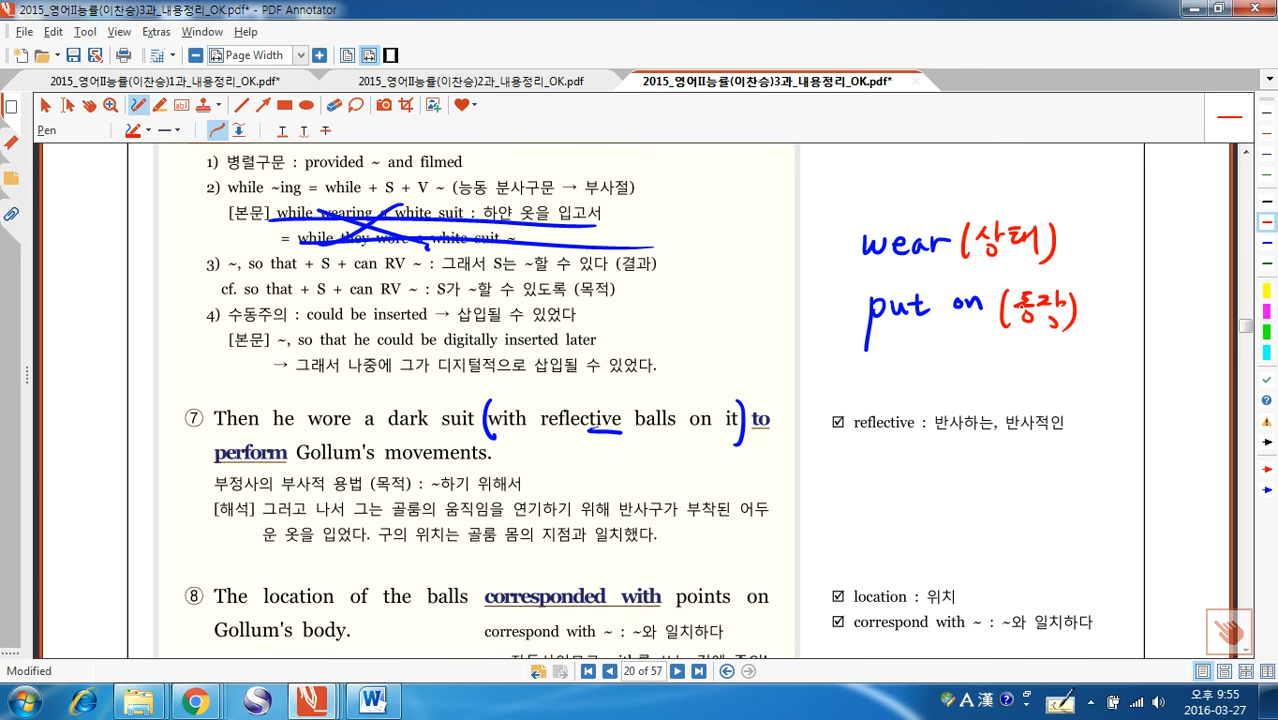 2015_영어II능률(이찬승)3과_내용정리_OK.pdf* - PDF Annotator
File Edit Tool View Extras Window Help
Page Width
2015_영어II능률(이찬승)1과_내용정리_OK.pdf* 2015_영어II능률(이찬승)2과_내용정리_OK.pdf 2015_영어II능률(이찬승)3과_내용정리_OK.pdf*
Pen
1) 병렬구문 : provided ~ and filmed
2) while ~ing = while + S + V ~ (능동 분사구문 → 부사절)
[본문] while wearing a white suit : 하얀 옷을 입고서
= while they wore a white suit ~
3) ~, so that + S + can RV ~ : 그래서 S는 ~할 수 있다 (결과)
cf. so that + S + can RV ~ : S가 ~할 수 있도록 (목적)
4) 수동주의 : could be inserted → 삽입될 수 있었다
[본문] ~, so that he could be digitally inserted later
→ 그래서 나중에 그가 디지털적으로 삽입될 수 있었다.
wear (상태)
put on (동작)
⑦ Then he wore a dark suit (with reflective balls on it) to
perform Gollum's movements.
부정사의 부사적 용법 (목적) : ~하기 위해서
[해석] 그러고 나서 그는 골룸의 움직임을 연기하기 위해 반사구가 부착된 어두
운 옷을 입었다. 구의 위치는 골룸 몸의 지점과 일치했다.
☑ reflective : 반사하는, 반사적인
⑧ The location of the balls corresponded with points on
Gollum's body. correspond with ~ : ~와 일치하다
☑ location : 위치
☑ correspond with ~ : ~와 일치하다
Modified
20 of 57
A 漢
오후 9:55
2016-03-27